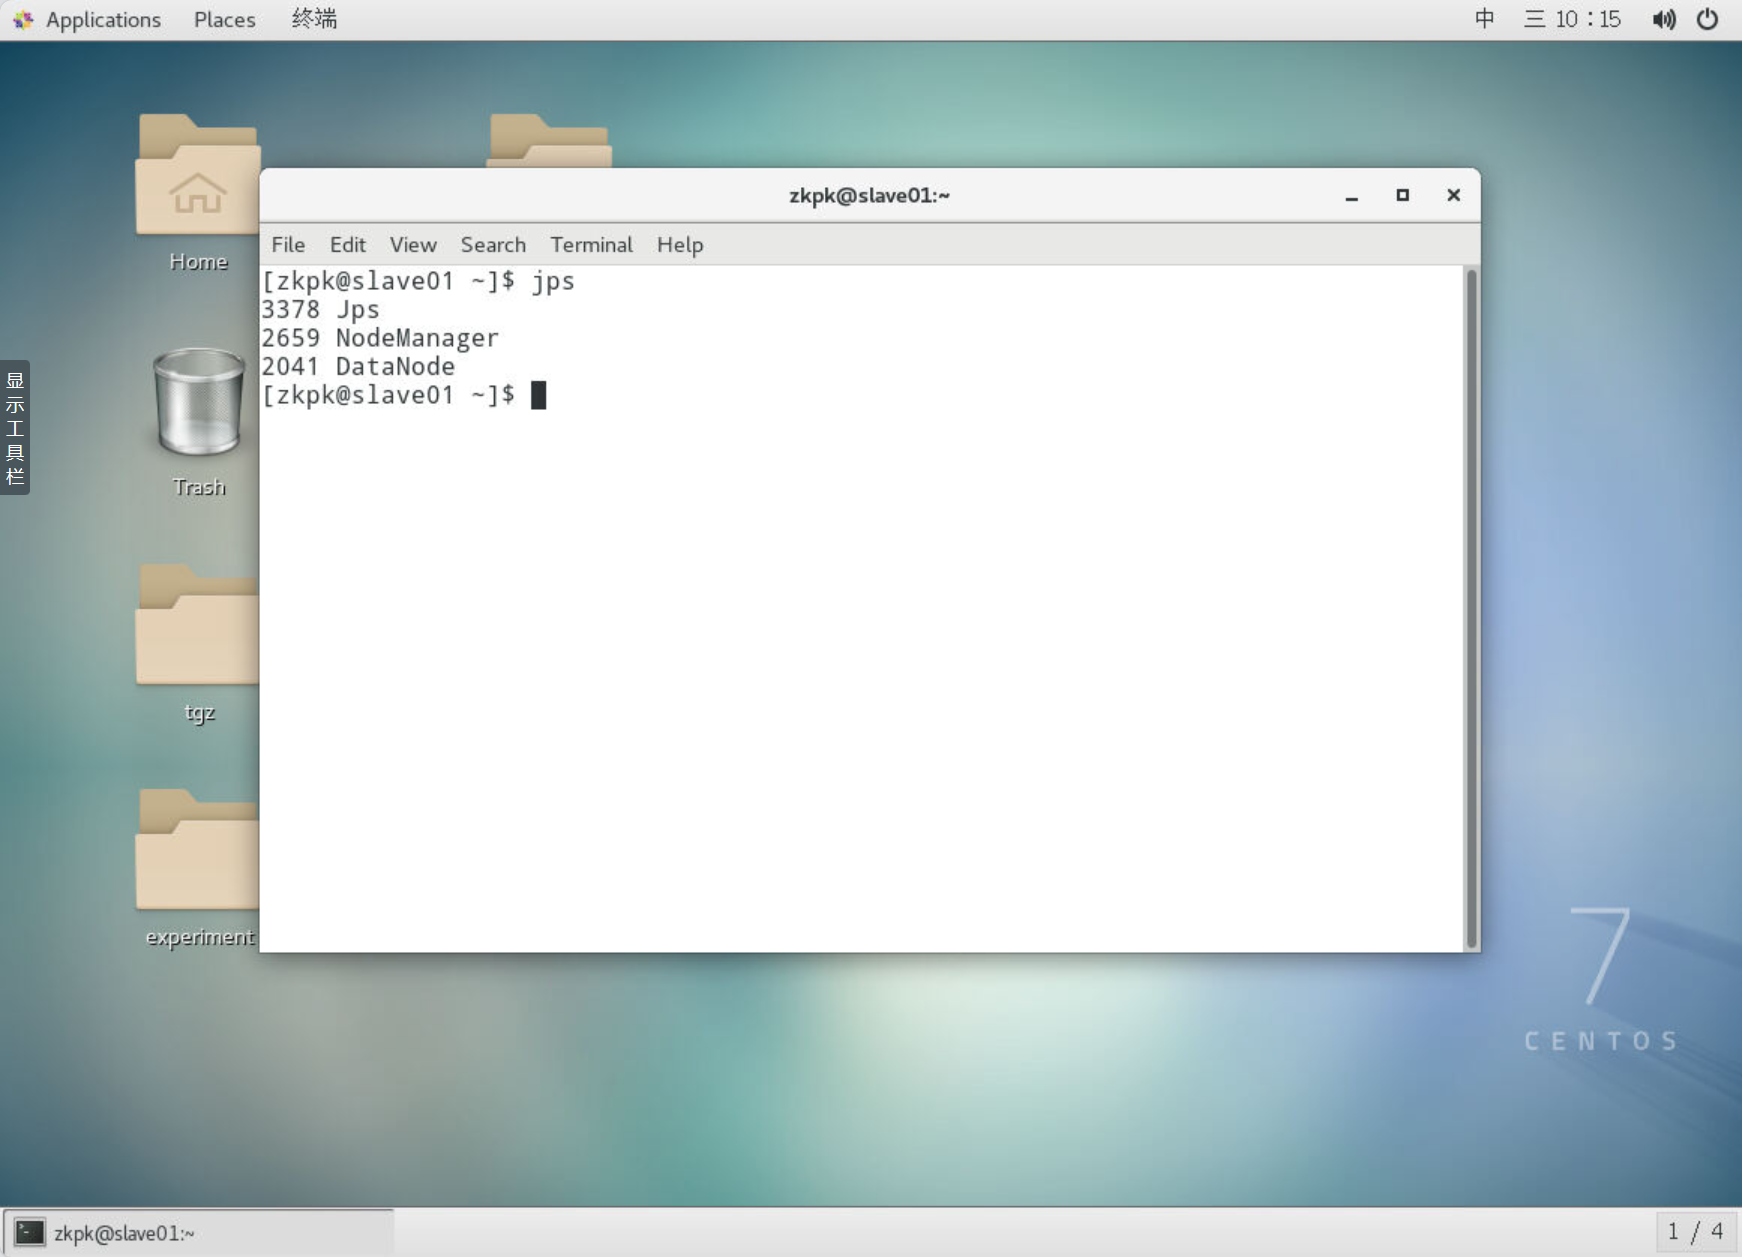 Applications Places 终端 中 三 10：15
Home
Trash
tgz
experiment
显示工具栏
zkpk@slave01:~
File Edit View Search Terminal Help
[zkpk@slave01 ~]$ jps
3378 Jps
2659 NodeManager
2041 DataNode
[zkpk@slave01 ~]$
7
CENTOS
zkpk@slave01:~
1 / 4